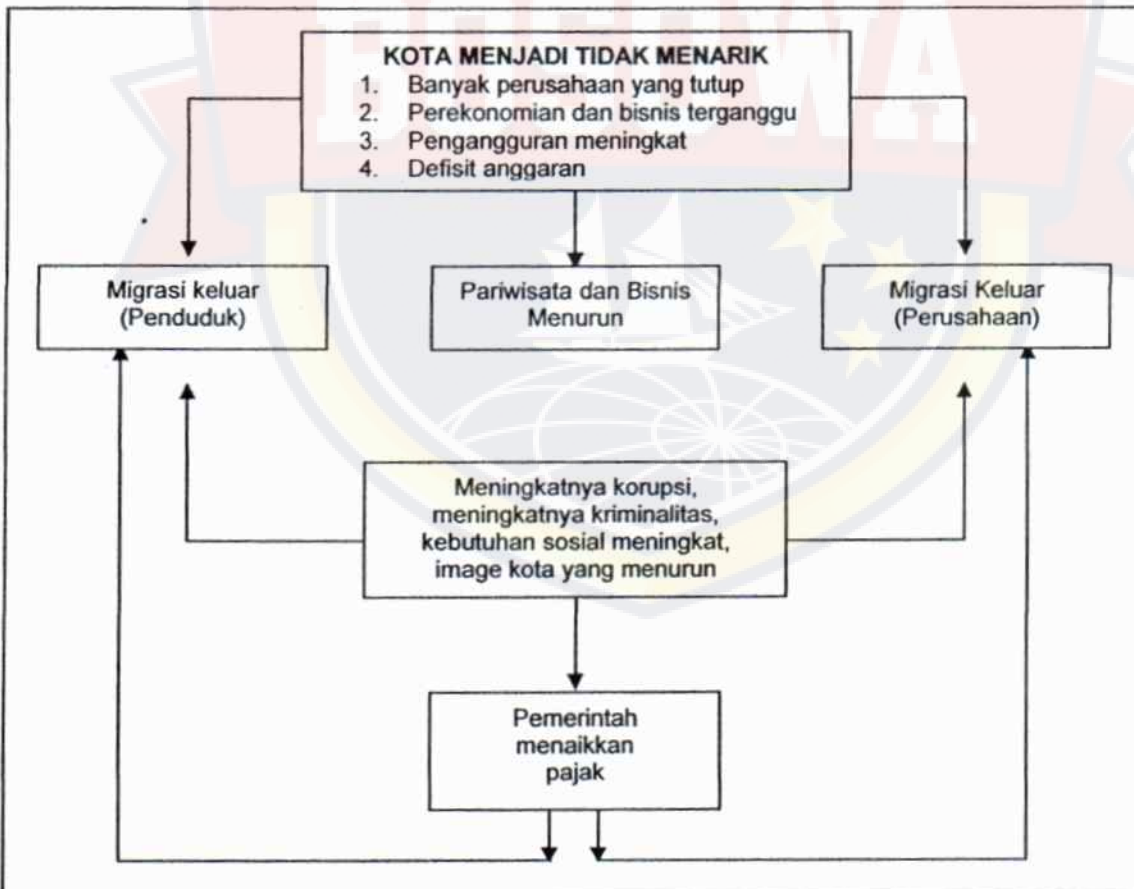 BOSOWA
KOTA MENJADI TIDAK MENARIK
1. Banyak perusahaan yang tutup
2. Perekonomian dan bisnis terganggu
3. Pengangguran meningkat
4. Defisit anggaran
Migrasi keluar
(Penduduk)
Pariwisata dan Bisnis
Menurun
Migrasi Keluar
(Perusahaan)
Meningkatnya korupsi,
meningkatnya kriminalitas,
kebutuhan sosial meningkat,
image kota yang menurun
Pemerintah
menaikkan
pajak